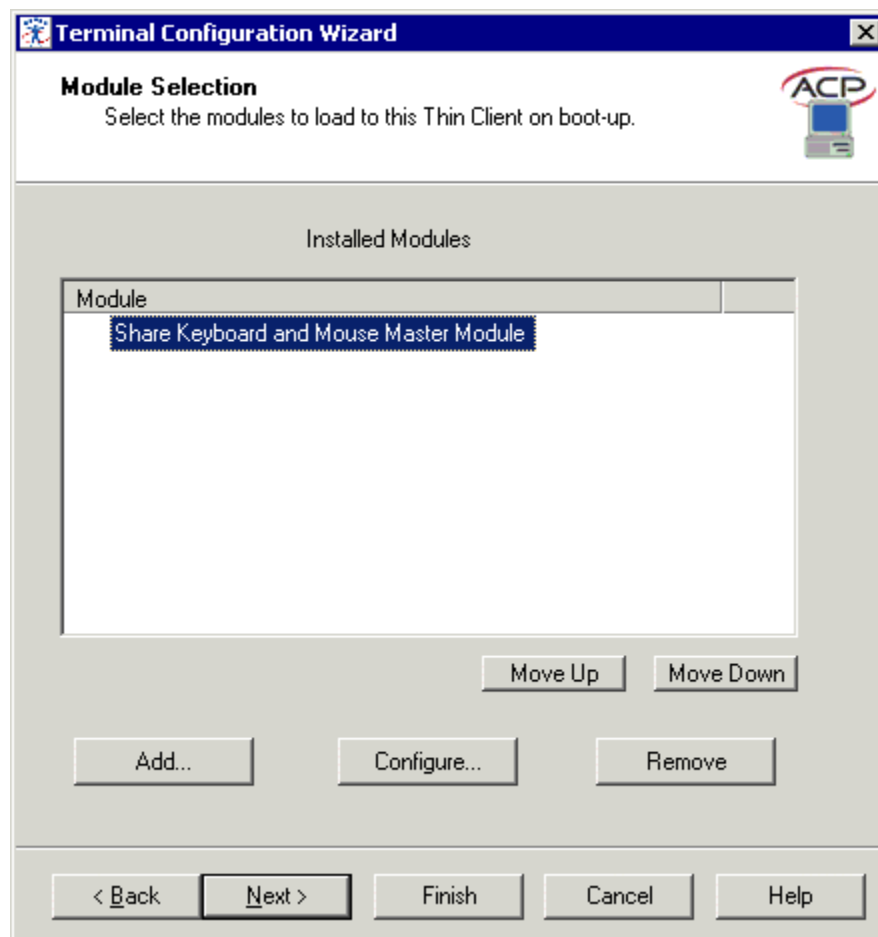 Terminal Configuration Wizard
Module Selection
Select the modules to load to this Thin Client on boot-up.
ACP
Installed Modules
Module
Share Keyboard and Mouse Master Module
Move Up Move Down
Add... Configure... Remove
< Back Next > Finish Cancel Help